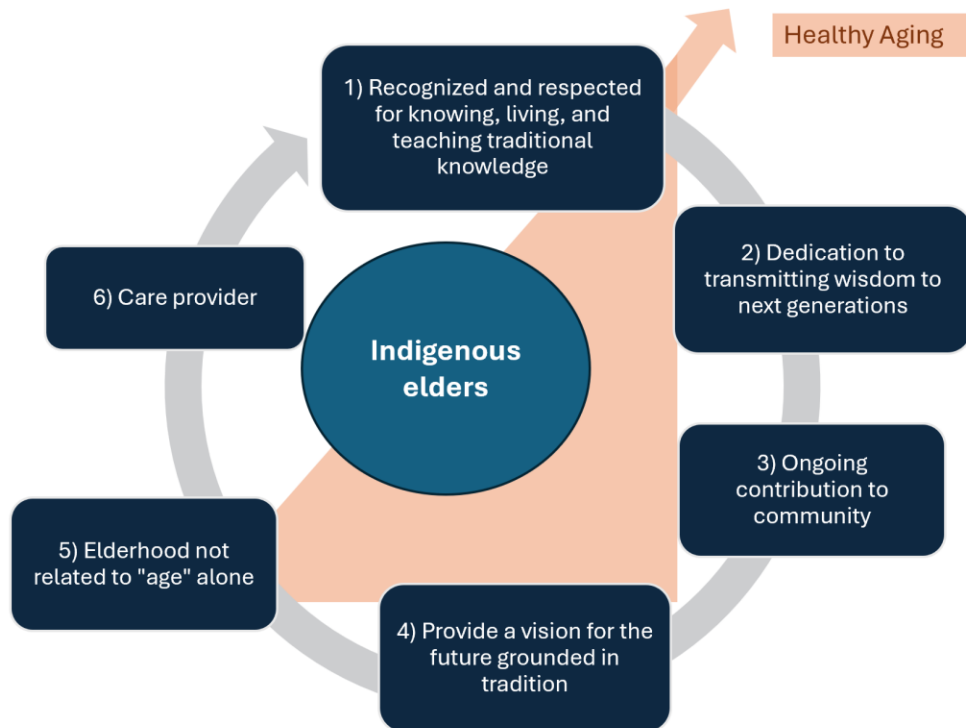 Healthy Aging
1) Recognized and respected
for knowing, living, and
teaching traditional
knowledge
2) Dedication to
transmitting wisdom to
next generations
3) Ongoing
contribution to
community
4) Provide a vision for the
future grounded in
tradition
5) Elderhood not
related to "age" alone
6) Care provider
Indigenous
elders